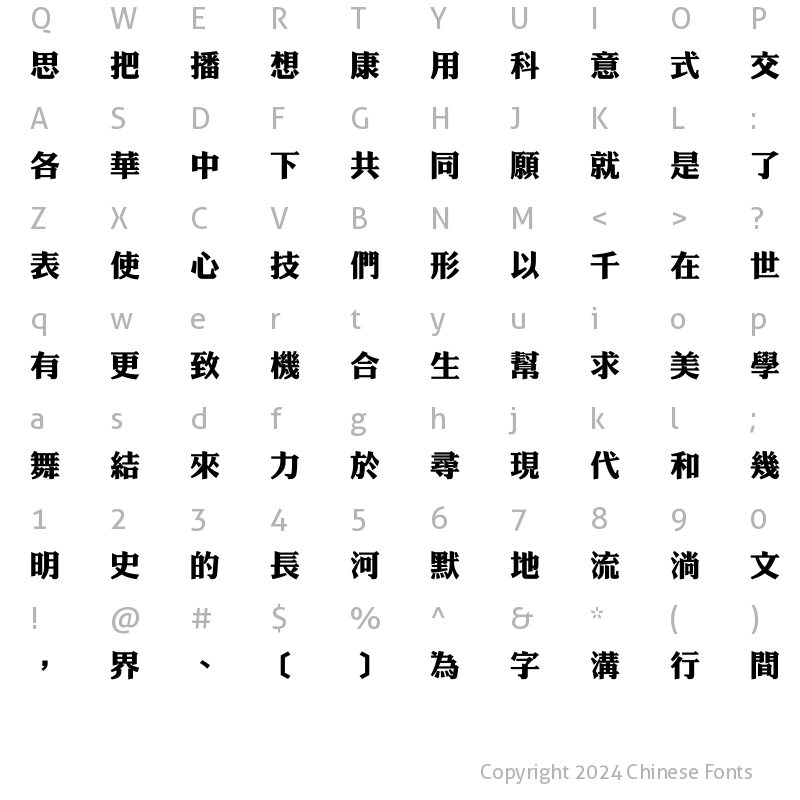 Q W E R T Y U I O P
思 把 播 想 康 用 科 意 式 交
A S D F G H J K L :
各 華 中 下 共 同 願 就 是 了
Z X C V B N M < > ?
表 使 心 技 們 形 以 千 在 世
q w e r t y u i o p
有 更 致 機 合 生 幫 求 美 學
a s d f g h j k l ;
舞 結 來 力 於 尋 現 代 和 幾
1 2 3 4 5 6 7 8 9 0
明 史 的 長 河 默 地 流 淌 文
! @ # $ % ^ & * ( )
， 界 、 〔 〕 為 字 溝 行 間
Copyright 2024 Chinese Fonts